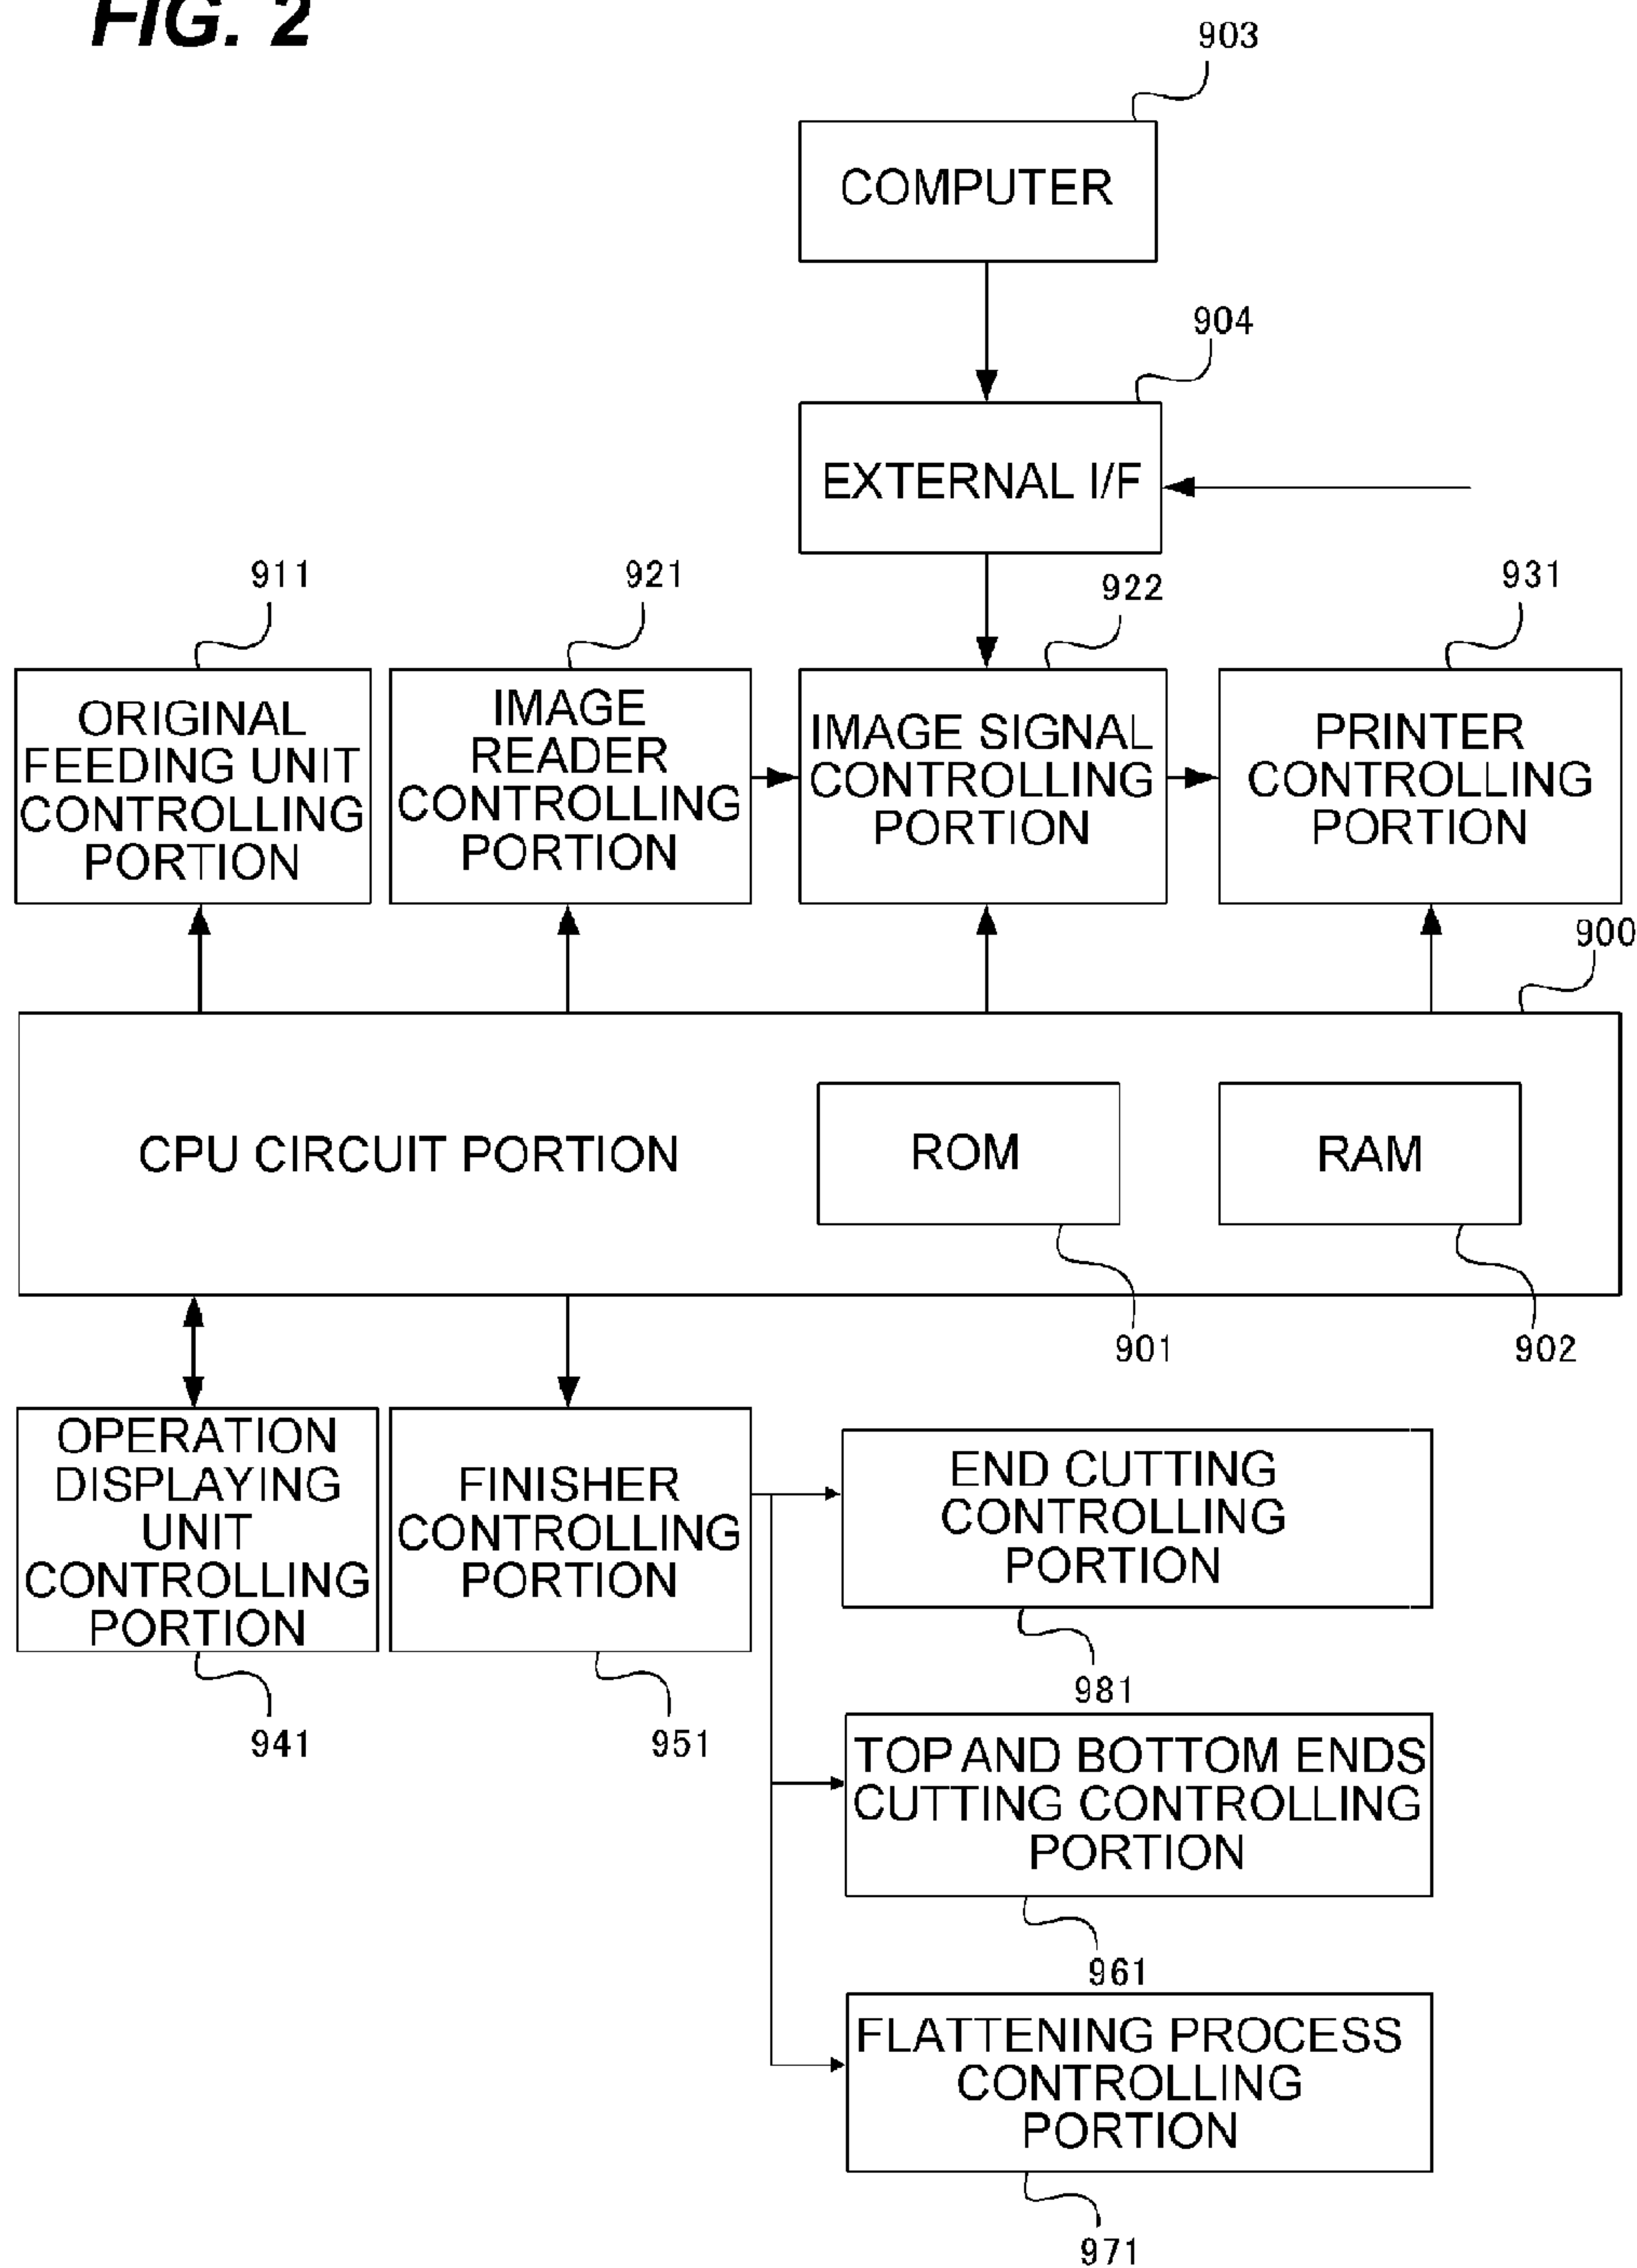 FIG. 2
903
COMPUTER
904
EXTERNAL I/F
911
921
922
931
ORIGINAL
FEEDING UNIT
CONTROLLING
PORTION
IMAGE
READER
CONTROLLING
PORTION
IMAGE SIGNAL
CONTROLLING
PORTION
PRINTER
CONTROLLING
PORTION
900
CPU CIRCUIT PORTION
ROM
RAM
901
902
OPERATION
DISPLAYING
UNIT
CONTROLLING
PORTION
FINISHER
CONTROLLING
PORTION
END CUTTING
CONTROLLING
PORTION
981
941
951
TOP AND BOTTOM ENDS
CUTTING CONTROLLING
PORTION
961
FLATTENING PROCESS
CONTROLLING
PORTION
971